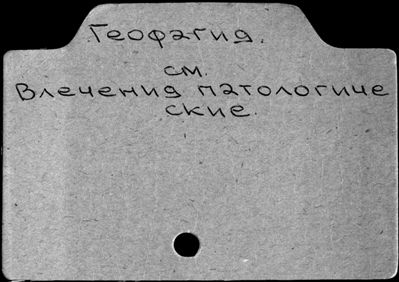 Геофагия.
см.
Влечения патологиче
ские.